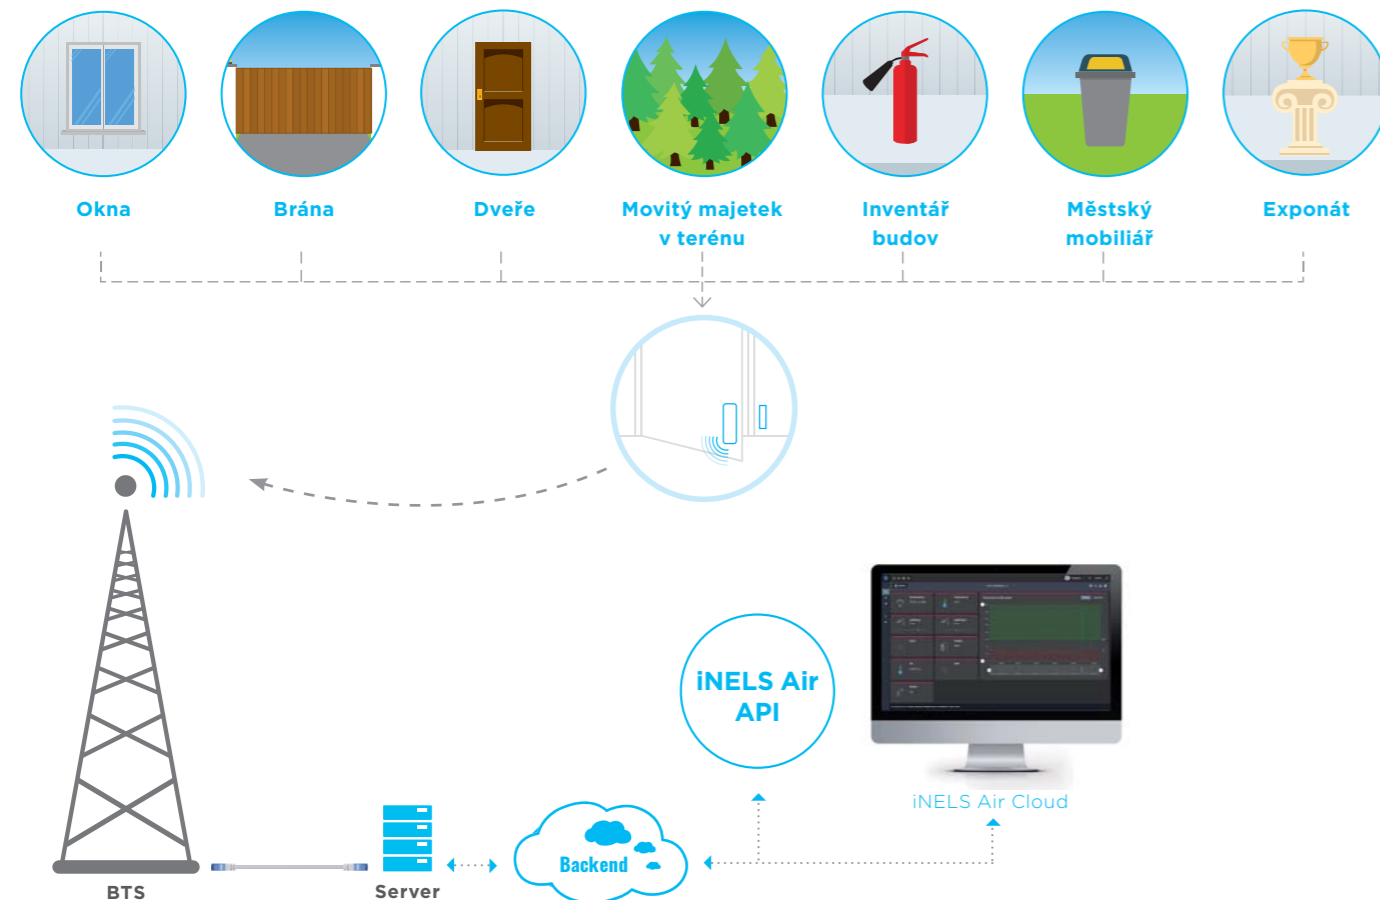 Okna
Brána
Dveře
Movitý majetek
v terénu
Inventář
budov
Městský
mobiliář
Exponát
iNELS Air
API
iNELS Air Cloud
Backend
Server
BTS